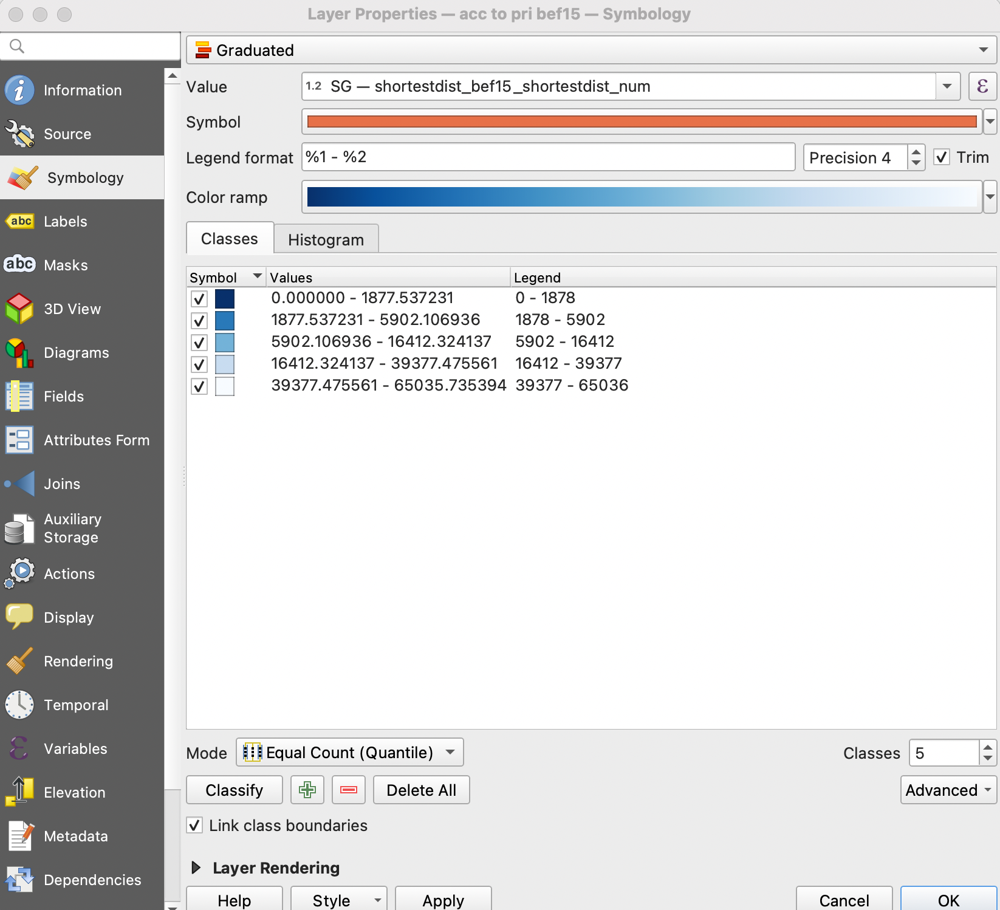 Layer Properties — acc to pri bef15 — Symbology
Information
Source
Symbology
abc Labels
abc Masks
3D View
Diagrams
Fields
Attributes Form
Joins
Auxiliary
Storage
Actions
Display
Rendering
Temporal
Variables
Elevation
Metadata
Dependencies
Graduated
Value 1.2 SG — shortestdist_bef15_shortestdist_num ε
Symbol
Legend format %1 - %2 Precision 4 Trim
Color ramp
Classes Histogram
Symbol Values Legend
0.000000 - 1877.537231 0 - 1878
1877.537231 - 5902.106936 1878 - 5902
5902.106936 - 16412.324137 5902 - 16412
16412.324137 - 39377.475561 16412 - 39377
39377.475561 - 65035.735394 39377 - 65036
Mode Equal Count (Quantile) Classes 5
Classify Delete All Advanced
Link class boundaries
Layer Rendering
Help Style Apply Cancel OK